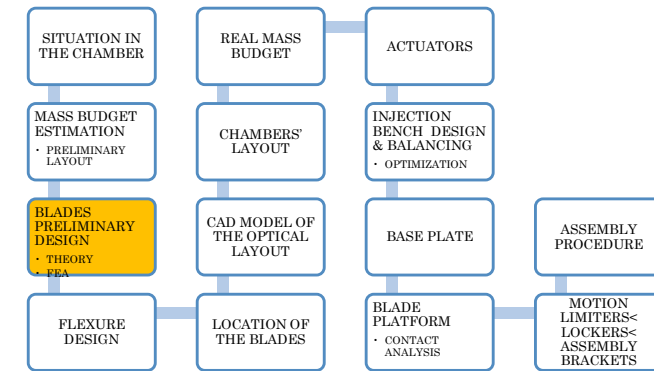 SITUATION IN
THE CHAMBER
MASS BUDGET
ESTIMATION
• PRELIMINARY
LAYOUT
BLADES
PRELIMINARY
DESIGN
• THEORY
• FEA
FLEXURE
DESIGN
LOCATION OF
THE BLADES
CAD MODEL OF
THE OPTICAL
LAYOUT
CHAMBERS'
LAYOUT
REAL MASS
BUDGET
ACTUATORS
INJECTION
BENCH DESIGN
& BALANCING
• OPTIMIZATION
BASE PLATE
BLADE
PLATFORM
• CONTACT
ANALYSIS
MOTION
LIMITERS<
LOCKERS<
ASSEMBLY
BRACKETS
ASSEMBLY
PROCEDURE